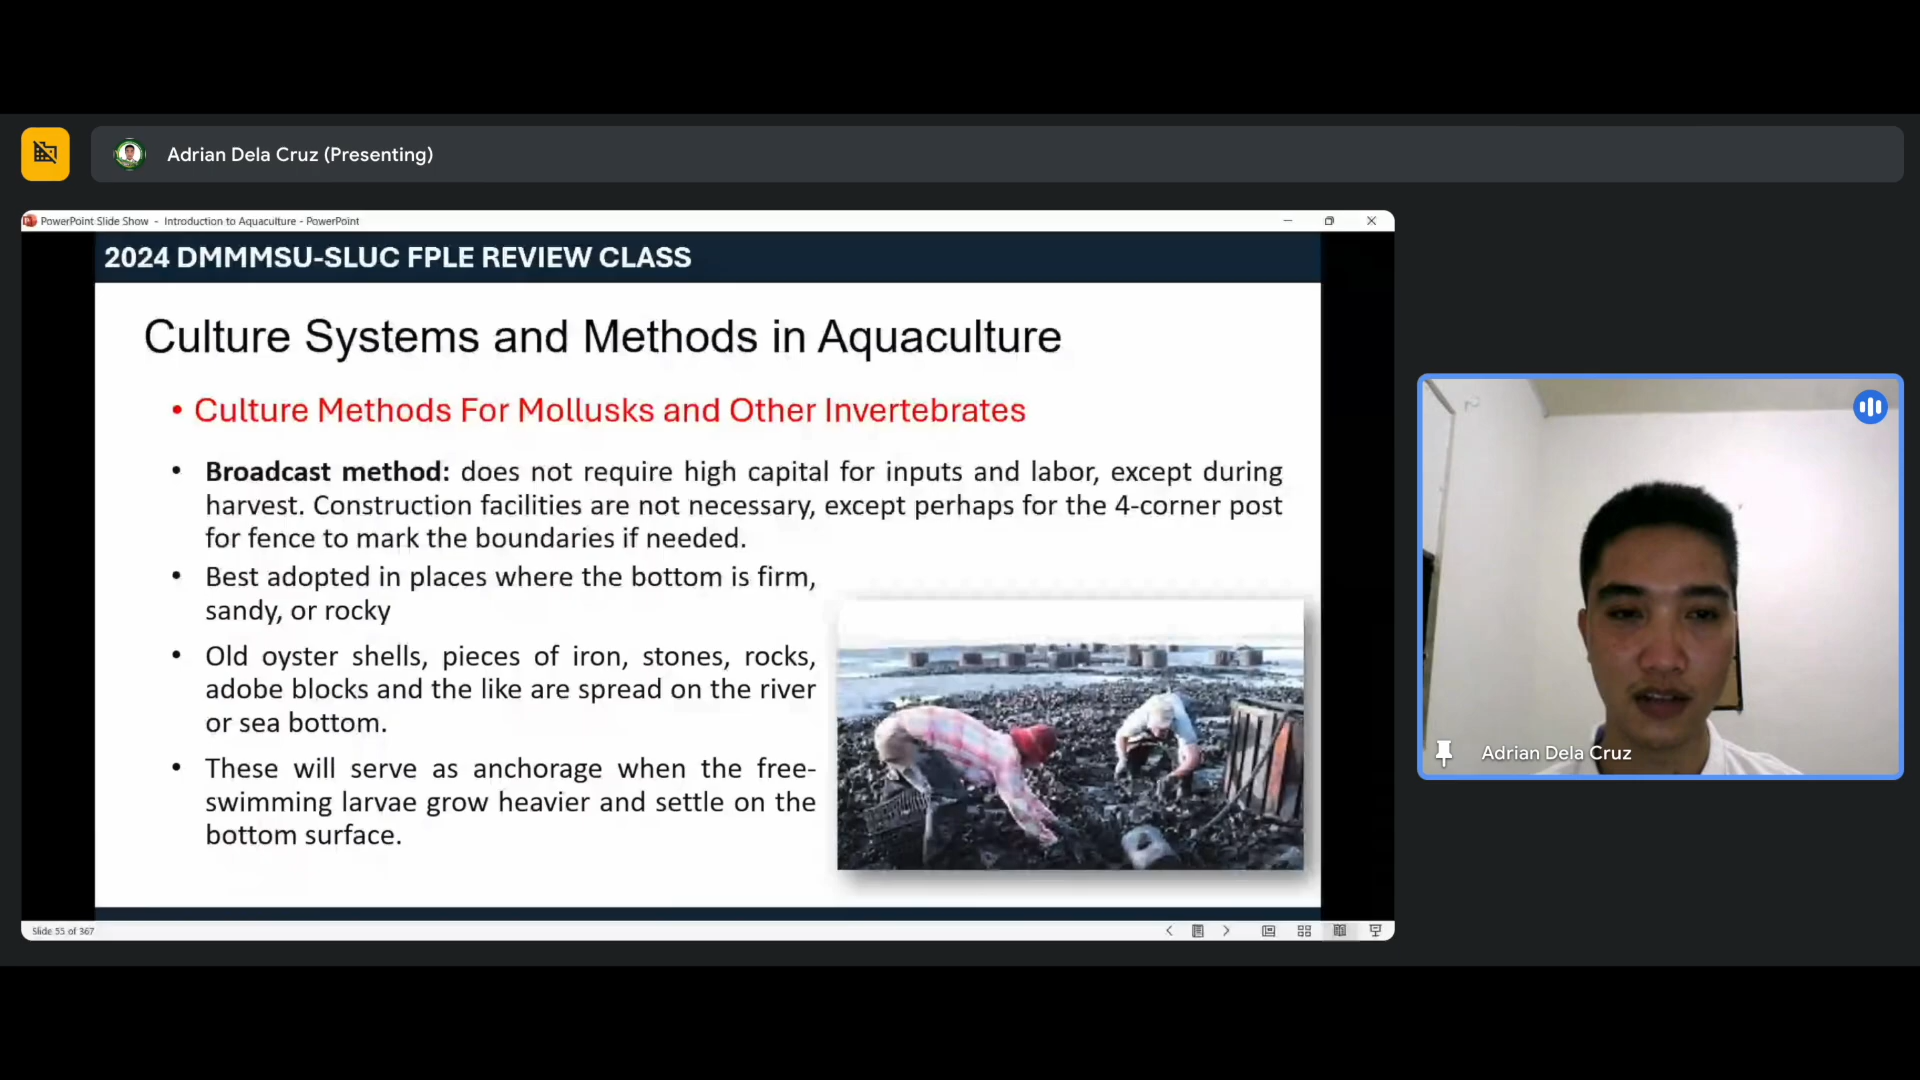 Adrian Dela Cruz (Presenting)
PowerPoint Slide Show - Introduction to Aquaculture - PowerPoint
2024 DMMMSU-SLUC FPLE REVIEW CLASS
Culture Systems and Methods in Aquaculture
• Culture Methods For Mollusks and Other Invertebrates
• Broadcast method: does not require high capital for inputs and labor, except during
harvest. Construction facilities are not necessary, except perhaps for the 4-corner post
for fence to mark the boundaries if needed.
• Best adopted in places where the bottom is firm,
sandy, or rocky
• Old oyster shells, pieces of iron, stones, rocks,
adobe blocks and the like are spread on the river
or sea bottom.
• These will serve as anchorage when the free-
swimming larvae grow heavier and settle on the
bottom surface.
Slide 55 of 367
Adrian Dela Cruz